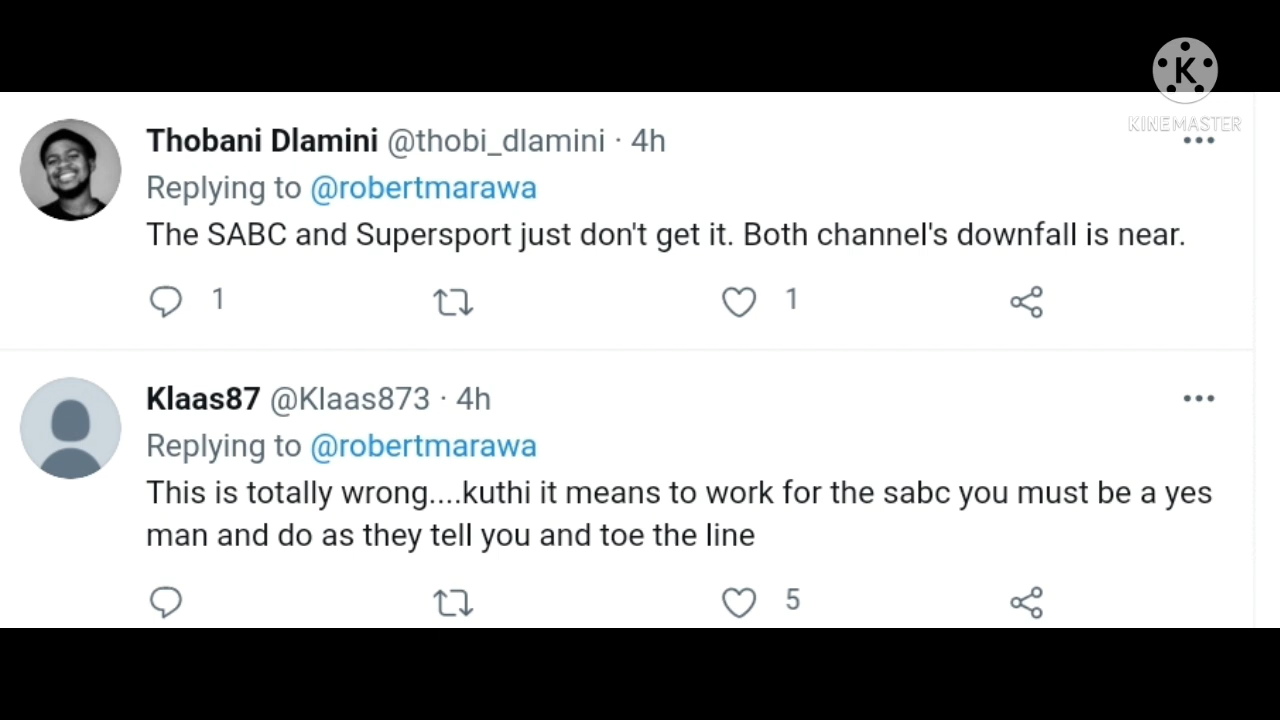 K
KINEMASTER
Thobani Dlamini @thobi_dlamini · 4h
Replying to @robertmarawa
The SABC and Supersport just don't get it. Both channel's downfall is near.
1
1
Klaas87 @Klaas873 · 4h
Replying to @robertmarawa
This is totally wrong....kuthi it means to work for the sabc you must be a yes
man and do as they tell you and toe the line
5